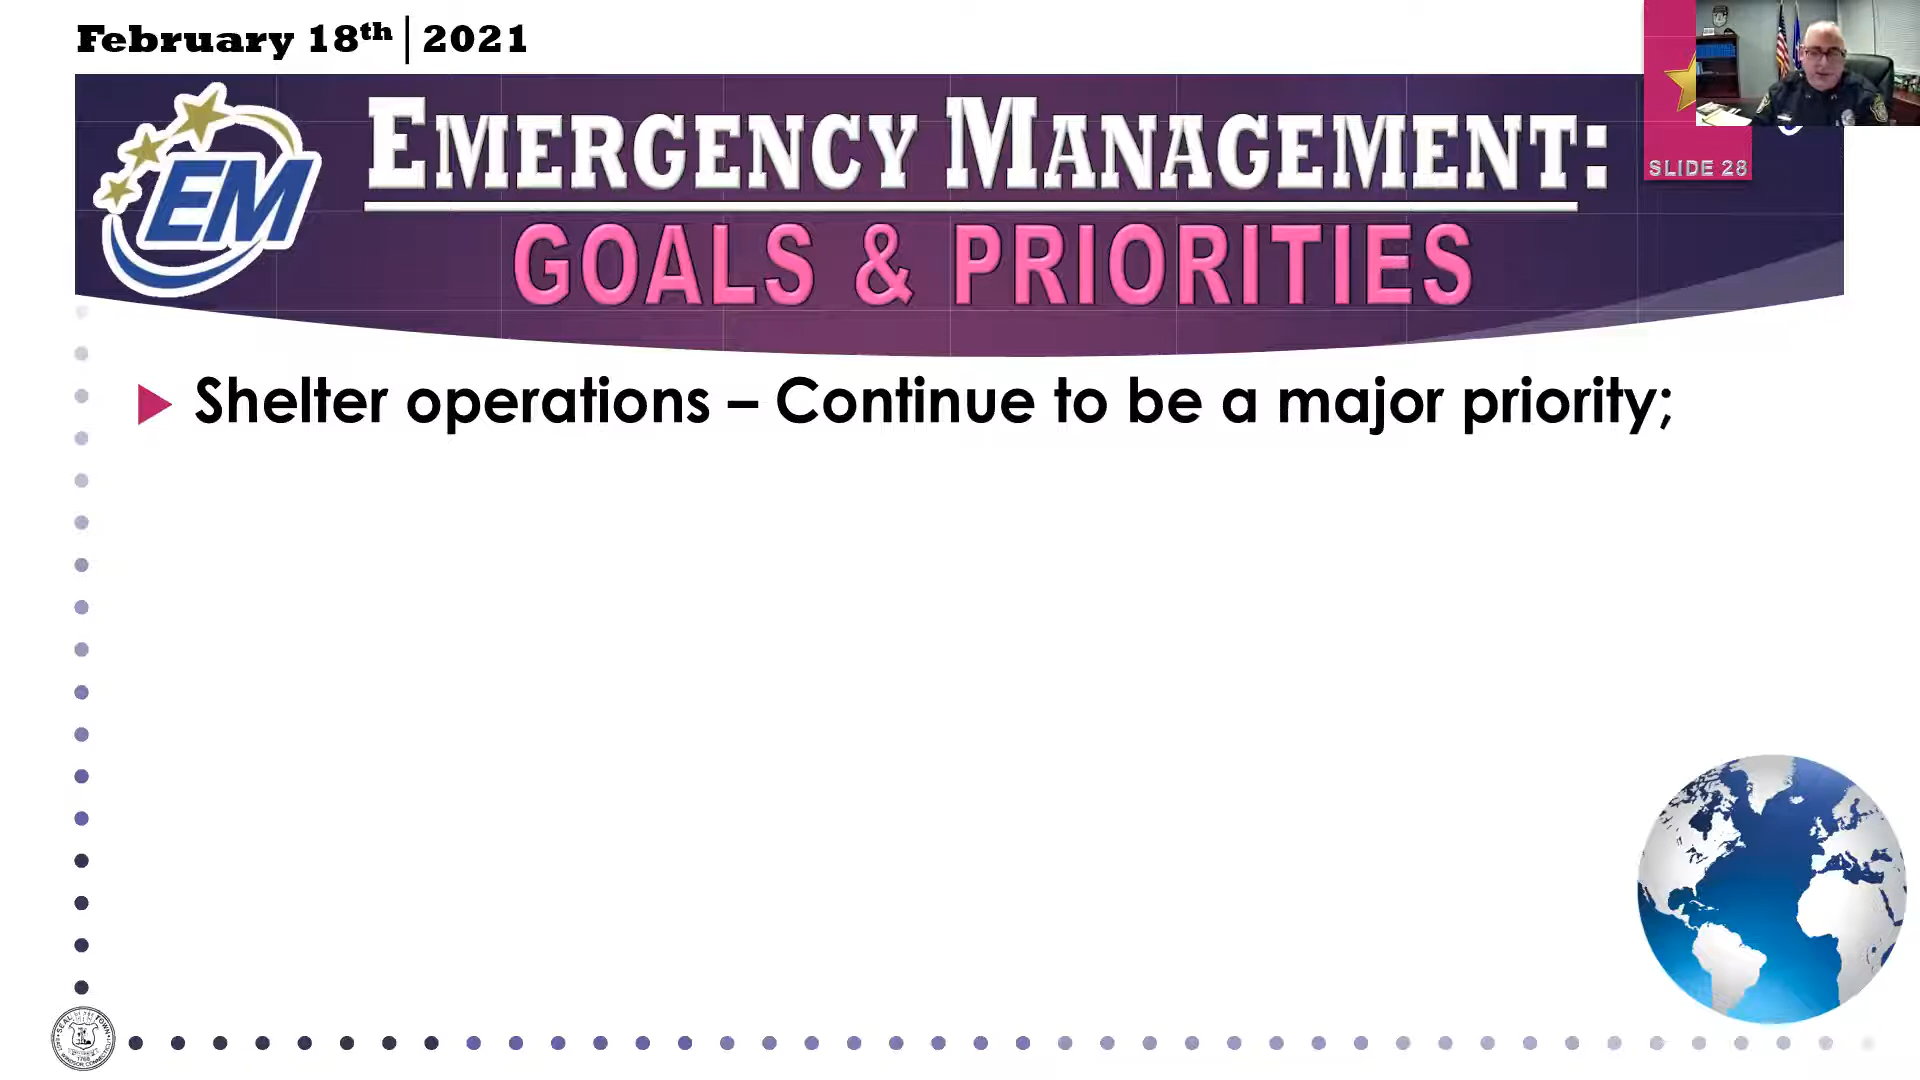 February 18th | 2021
EM
EMERGENCY MANAGEMENT:
GOALS & PRIORITIES
SLIDE 28
Shelter operations – Continue to be a major priority;